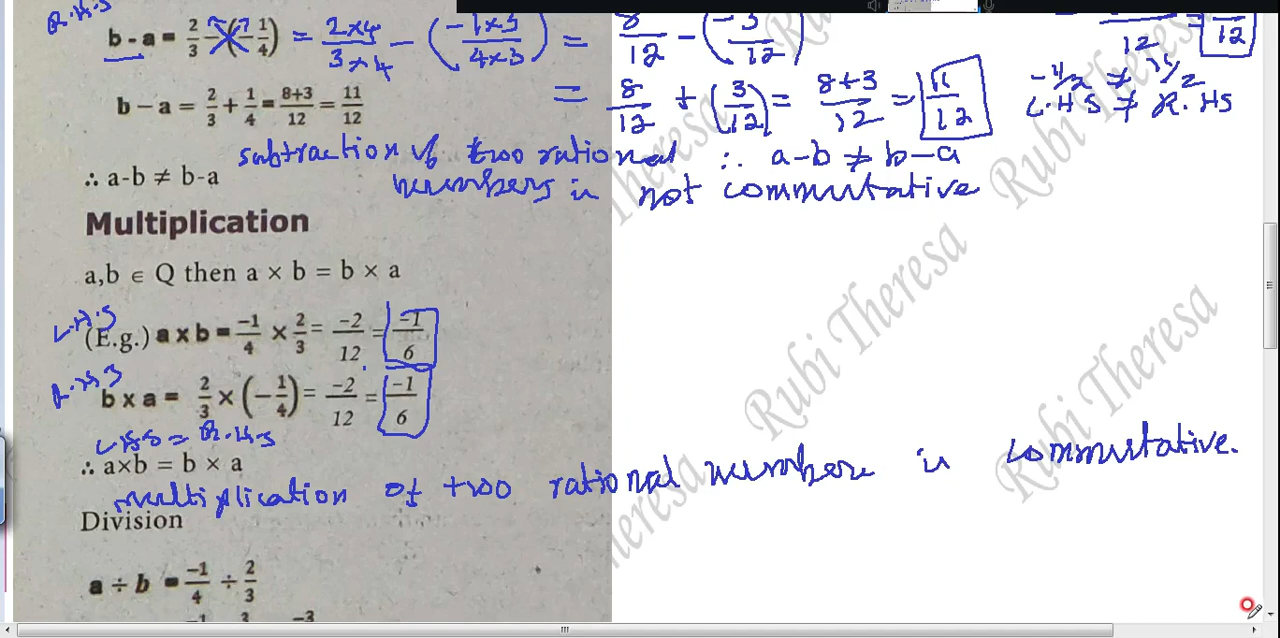 R.H.S
b - a = 2/3 - (-1/4) = 2×4/3×4 - (-1×3/4×3) = 8/12 - (-3/12)
12 12
b – a = 2/3 + 1/4 = 8+3/12 = 11/12
= 8/12 + (3/12) = 8+3/12 = 11/12
L.HS ≠ R.HS
subtraction of two rational ∴ a-b ≠ b-a
∴ a-b ≠ b-a
numbers is not commutative
Multiplication
a,b ∈ Q then a × b = b × a
L.H.S
(E.g.) a x b = -1/4 × 2/3 = -2/12 = -1/6
R.H.S
b x a = 2/3 × (-1/4) = -2/12 = -1/6
LHS = R.H.S
∴ a×b = b × a
multiplication of two rational numbers is commutative.
Division
a ÷ b = -1/4 ÷ 2/3
Rubi Theresa
Rubi Theresa
Rubi Theresa